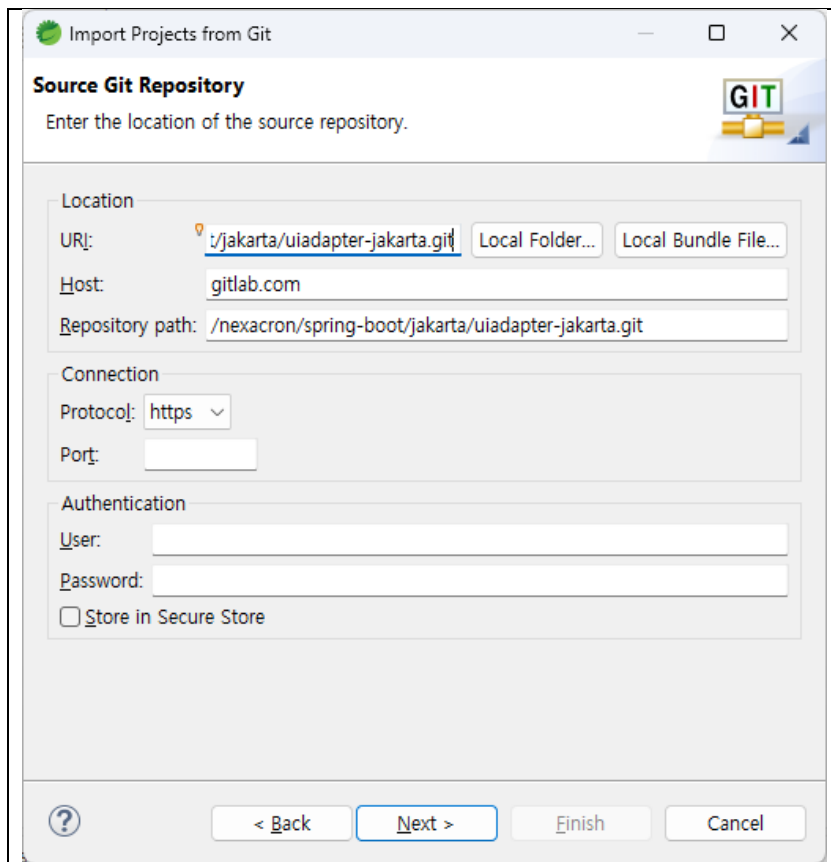 Import Projects from Git
Source Git Repository
Enter the location of the source repository.
GIT
Location
URI: t/jakarta/uiadapter-jakarta.git Local Folder... Local Bundle File...
Host: gitlab.com
Repository path: /nexacron/spring-boot/jakarta/uiadapter-jakarta.git
Connection
Protocol: https
Port:
Authentication
User:
Password:
Store in Secure Store
? < Back Next > Finish Cancel